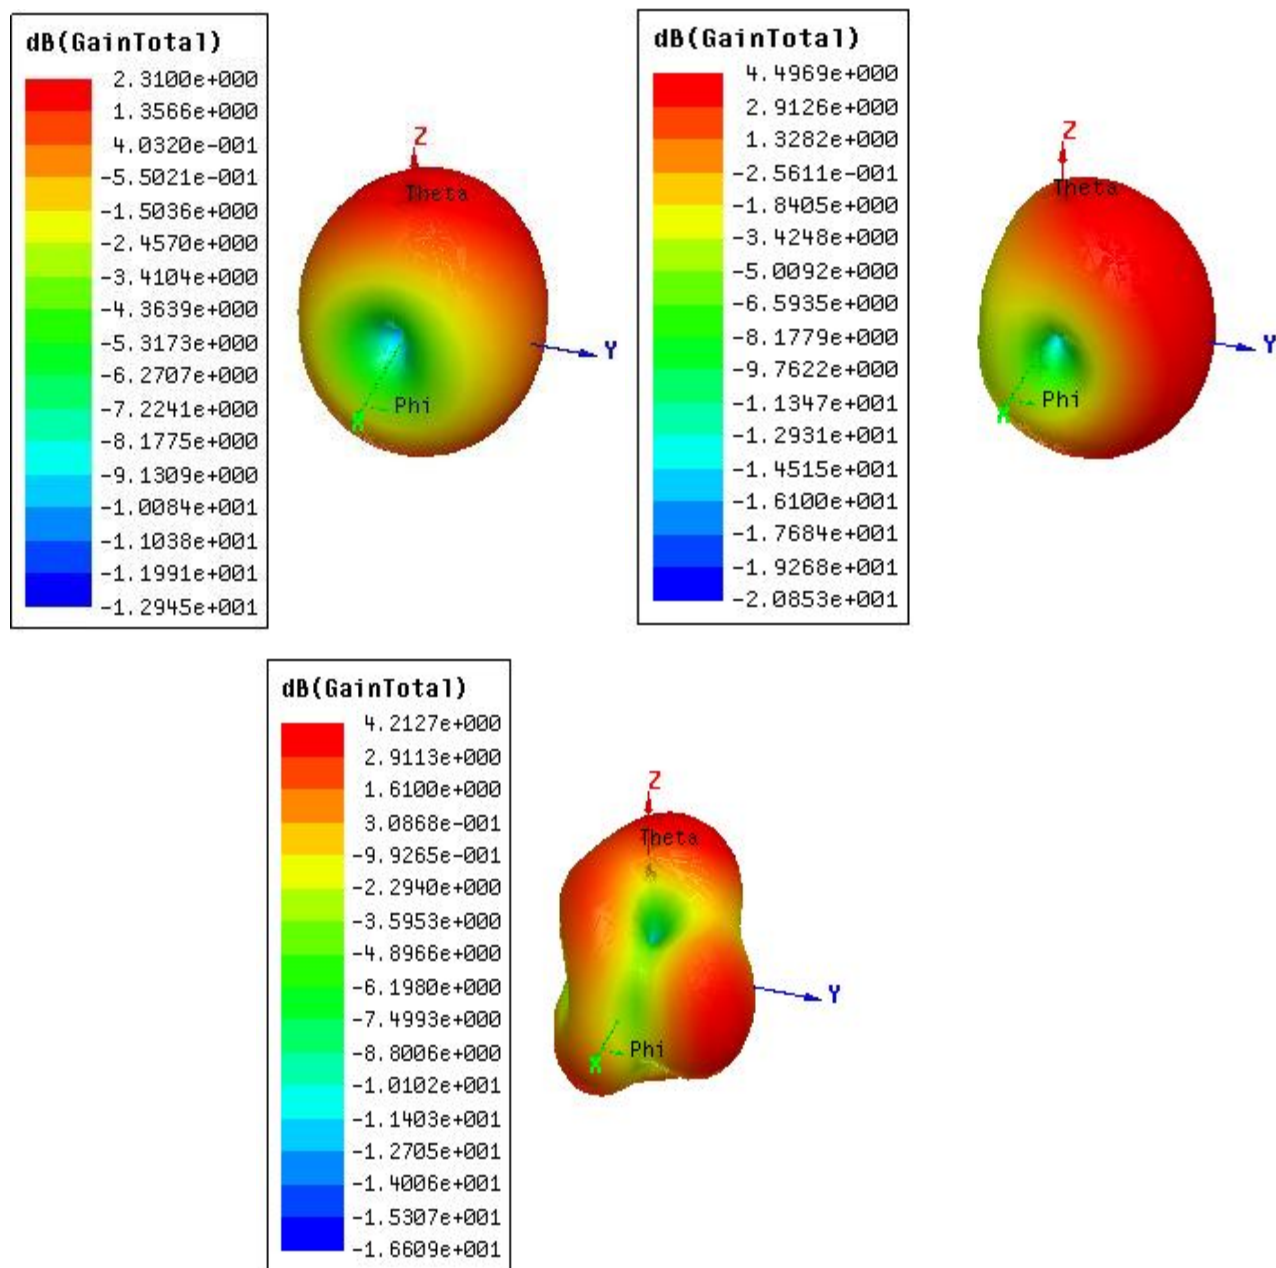 dB(GainTotal)
2.3100e+000
1.3566e+000
4.0320e-001
-5.5021e-001
-1.5036e+000
-2.4570e+000
-3.4104e+000
-4.3639e+000
-5.3173e+000
-6.2707e+000
-7.2241e+000
-8.1775e+000
-9.1309e+000
-1.0084e+001
-1.1038e+001
-1.1991e+001
-1.2945e+001
Z
Theta
Y
Phi
X
dB(GainTotal)
4.4969e+000
2.9126e+000
1.3282e+000
-2.5611e-001
-1.8405e+000
-3.4248e+000
-5.0092e+000
-6.5935e+000
-8.1779e+000
-9.7622e+000
-1.1347e+001
-1.2931e+001
-1.4515e+001
-1.6100e+001
-1.7684e+001
-1.9268e+001
-2.0853e+001
Z
Theta
Y
Phi
X
dB(GainTotal)
4.2127e+000
2.9113e+000
1.6100e+000
3.0868e-001
-9.9265e-001
-2.2940e+000
-3.5953e+000
-4.8966e+000
-6.1980e+000
-7.4993e+000
-8.8006e+000
-1.0102e+001
-1.1403e+001
-1.2705e+001
-1.4006e+001
-1.5307e+001
-1.6609e+001
Z
Theta
Y
Phi
X